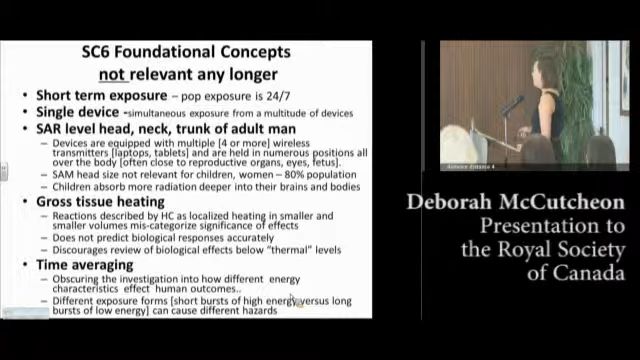 SC6 Foundational Concepts
not relevant any longer
• Short term exposure – pop exposure is 24/7
• Single device -simultaneous exposure from a multitude of devices
• SAR level head, neck, trunk of adult man
– Devices are equipped with multiple [4 or more] wireless
transmitters [laptops, tablets] and are held in numerous positions all
over the body [often close to reproductive organs, eyes, fetus].
– SAM head size not relevant for children, women – 80% population
– Children absorb more radiation deeper into their brains and bodies
• Gross tissue heating
– Reactions described by HC as localized heating in smaller and
smaller volumes mis-categorize significance of effects
– Does not predict biological responses accurately
– Discourages review of biological effects below "thermal" levels
• Time averaging
– Obscuring the investigation into how different energy
characteristics effect human outcomes..
– Different exposure forms [short bursts of high energy versus long
bursts of low energy] can cause different hazards
Deborah McCutcheon
Presentation to
the Royal Society
of Canada